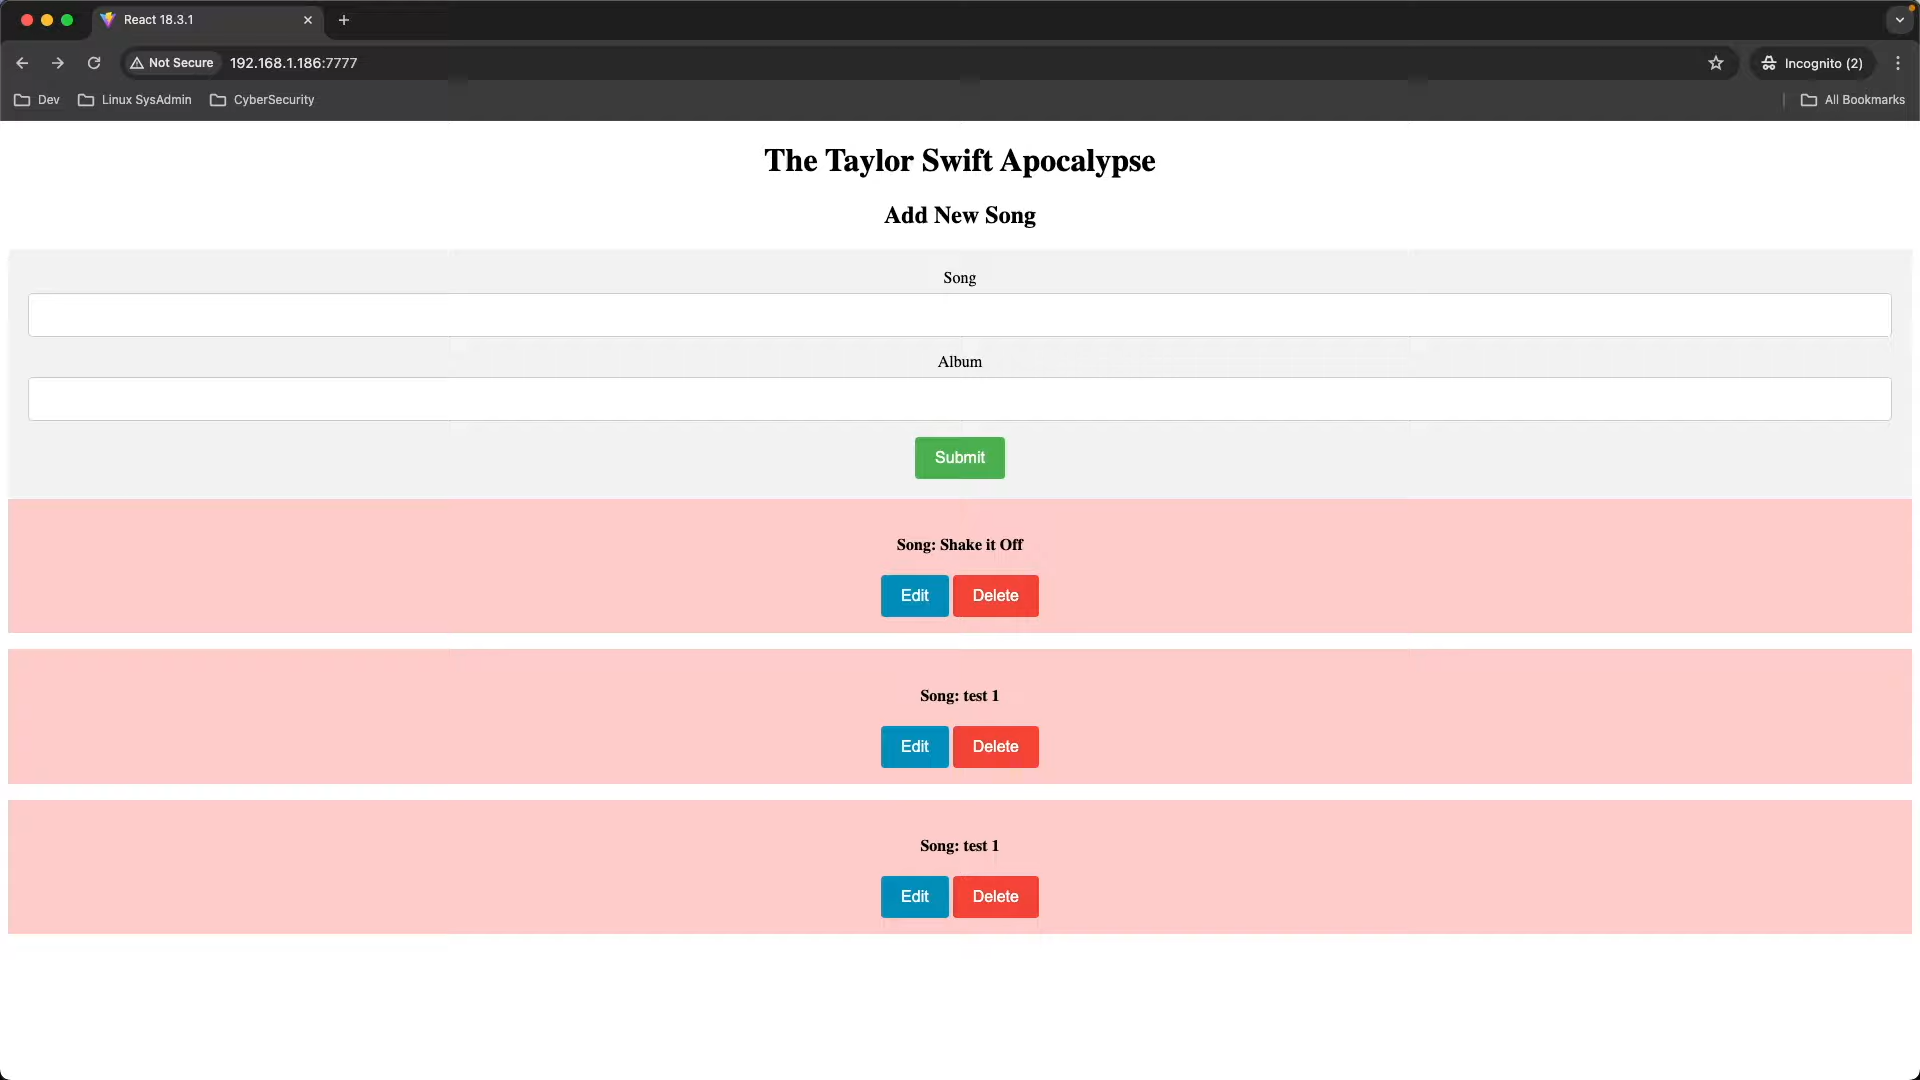 React 18.3.1
Not Secure 192.168.1.186:7777 Incognito (2)
Dev Linux SysAdmin CyberSecurity All Bookmarks
The Taylor Swift Apocalypse
Add New Song
Song
Album
Submit
Song: Shake it Off
Edit Delete
Song: test 1
Edit Delete
Song: test 1
Edit Delete